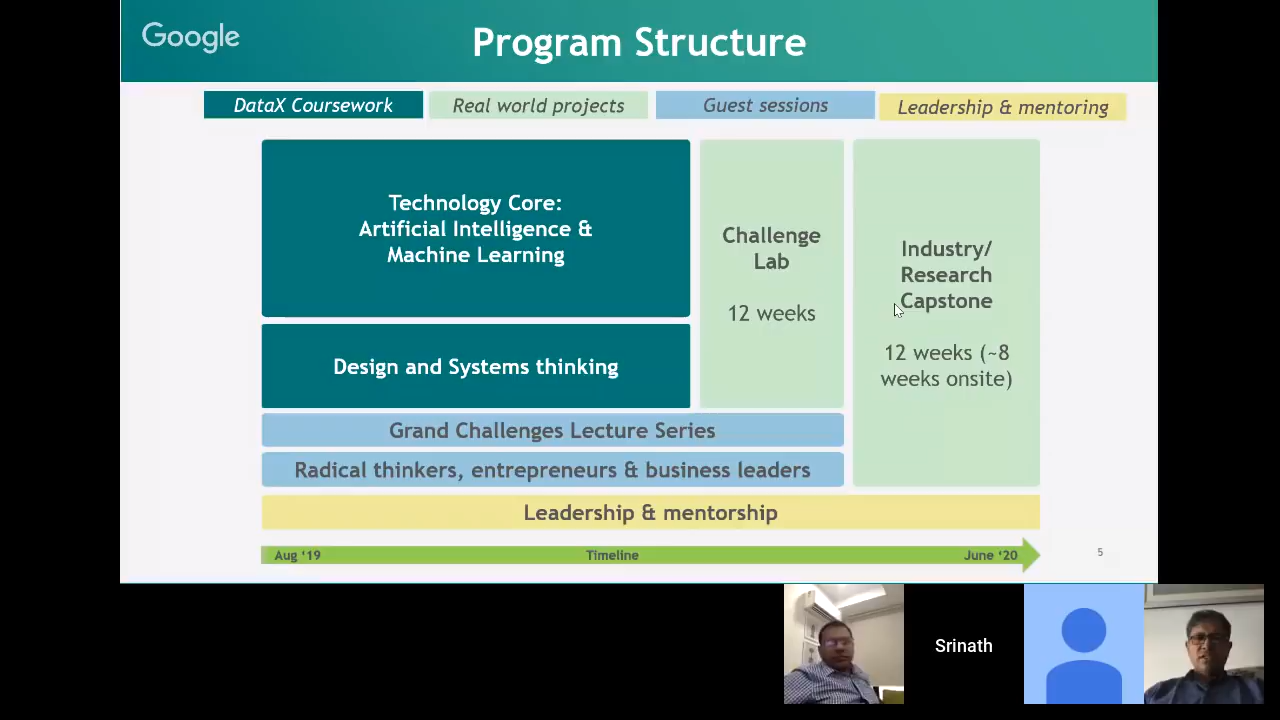 Google
Program Structure
DataX Coursework
Real world projects
Guest sessions
Leadership & mentoring
Technology Core:
Artificial Intelligence &
Machine Learning
Challenge
Lab
12 weeks
Industry/
Research
Capstone
12 weeks (~8
weeks onsite)
Design and Systems thinking
Grand Challenges Lecture Series
Radical thinkers, entrepreneurs & business leaders
Leadership & mentorship
Aug ‘19
Timeline
June ‘20
5
Srinath